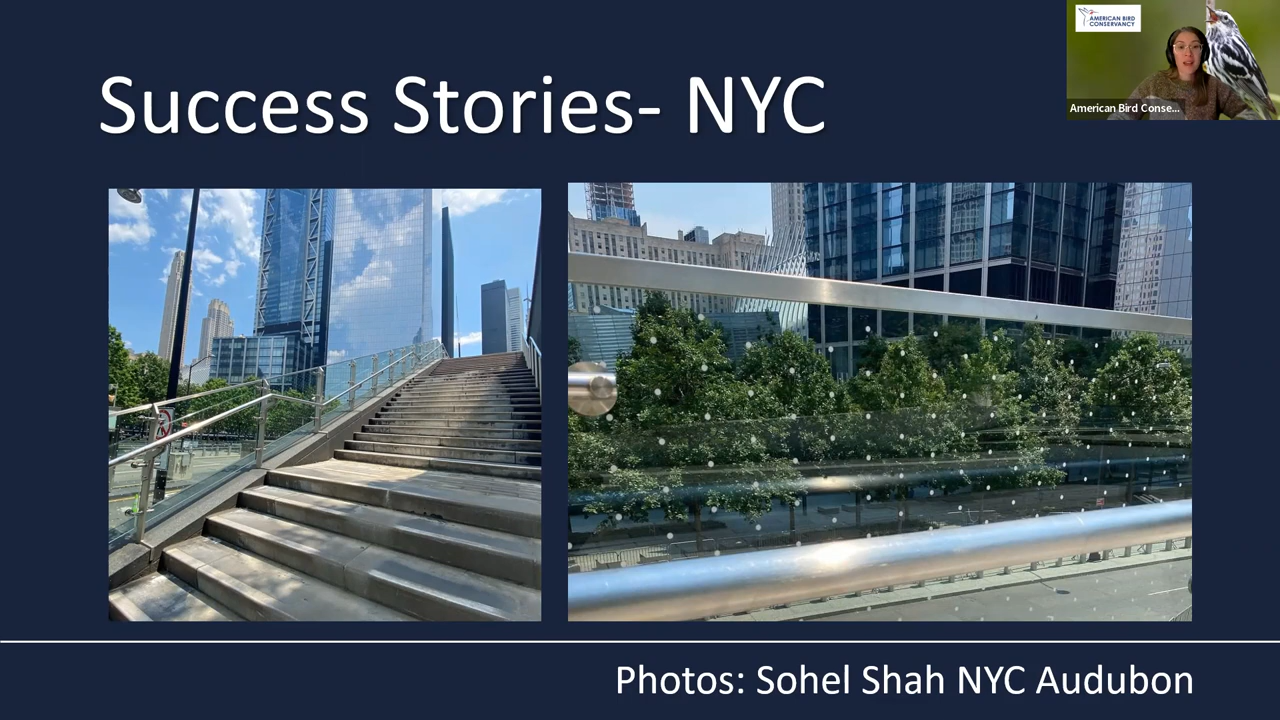 AMERICAN BIRD
CONSERVANCY
American Bird Conse...
Success Stories- NYC
Photos: Sohel Shah NYC Audubon